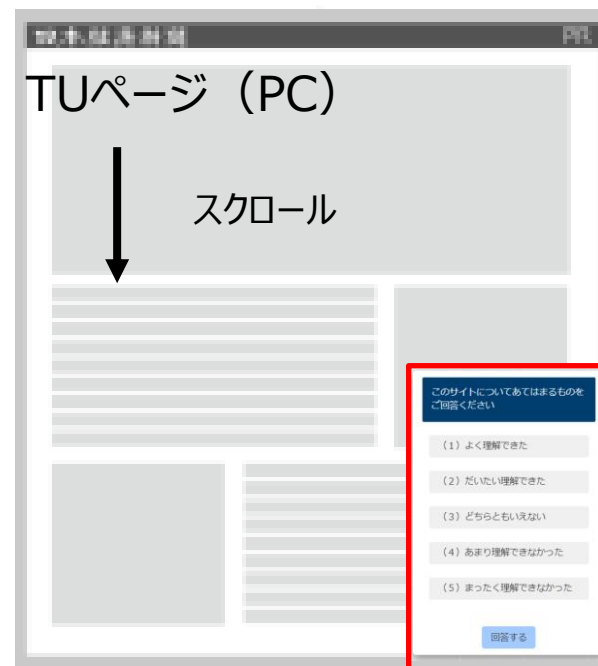 TUページ（PC）
スクロール
このサイトについてあてはまるものを
ご回答ください
（1）よく理解できた
（2）だいたい理解できた
（3）どちらともいえない
（4）あまり理解できなかった
（5）まったく理解できなかった
回答する